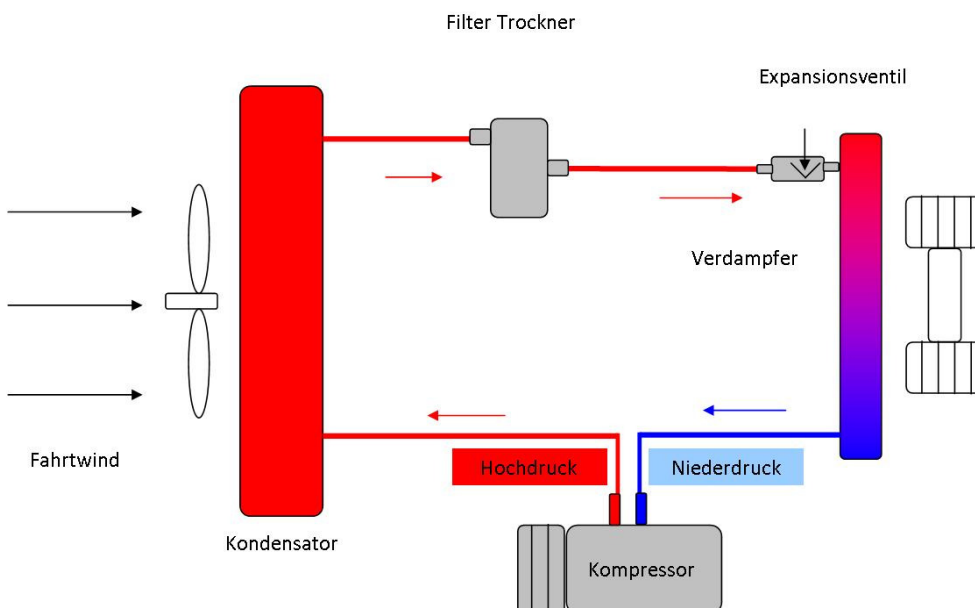 Filter Trockner
Expansionsventil
Verdampfer
Fahrtwind
Hochdruck
Niederdruck
Kondensator
Kompressor